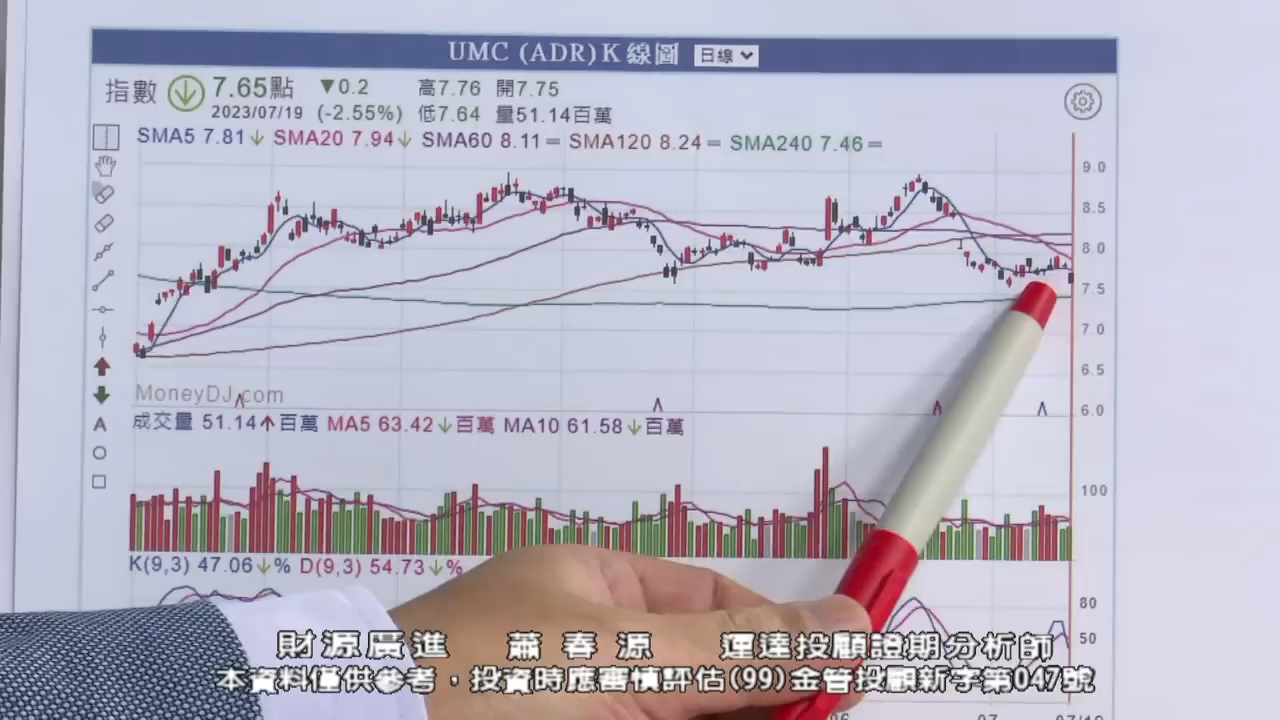 UMC (ADR) K 線圖 日線
指數 7.65點 ▼0.2 高7.76 開7.75
2023/07/19 (-2.55%) 低7.64 量51.14百萬
SMA5 7.81↓ SMA20 7.94↓ SMA60 8.11= SMA120 8.24= SMA240 7.46=
9.0
8.5
8.0
7.5
7.0
6.5
6.0
MoneyDJ.com
成交量 51.14↑百萬 MA5 63.42↓百萬 MA10 61.58↓百萬
A
100
K(9,3) 47.06↓% D(9,3) 54.73↓%
80
50
財源廣進 蕭春源 運達投顧證期分析師
本資料僅供參考，投資時應審慎評估(99)金管投顧新字第047號